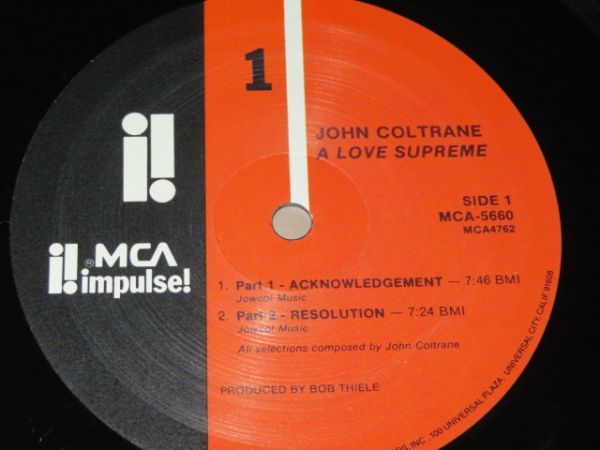 1
JOHN COLTRANE
A LOVE SUPREME
SIDE 1
MCA-5660
MCA4762
® MCA
impulse!
1. Part 1 - ACKNOWLEDGEMENT — 7:46 BMI
Jowcol Music
2. Part 2 - RESOLUTION — 7:24 BMI
Jowcol Music
All selections composed by John Coltrane
PRODUCED BY BOB THIELE
INC. 100 UNIVERSAL PLAZA, UNIVERSAL CITY, CALIF. 91608